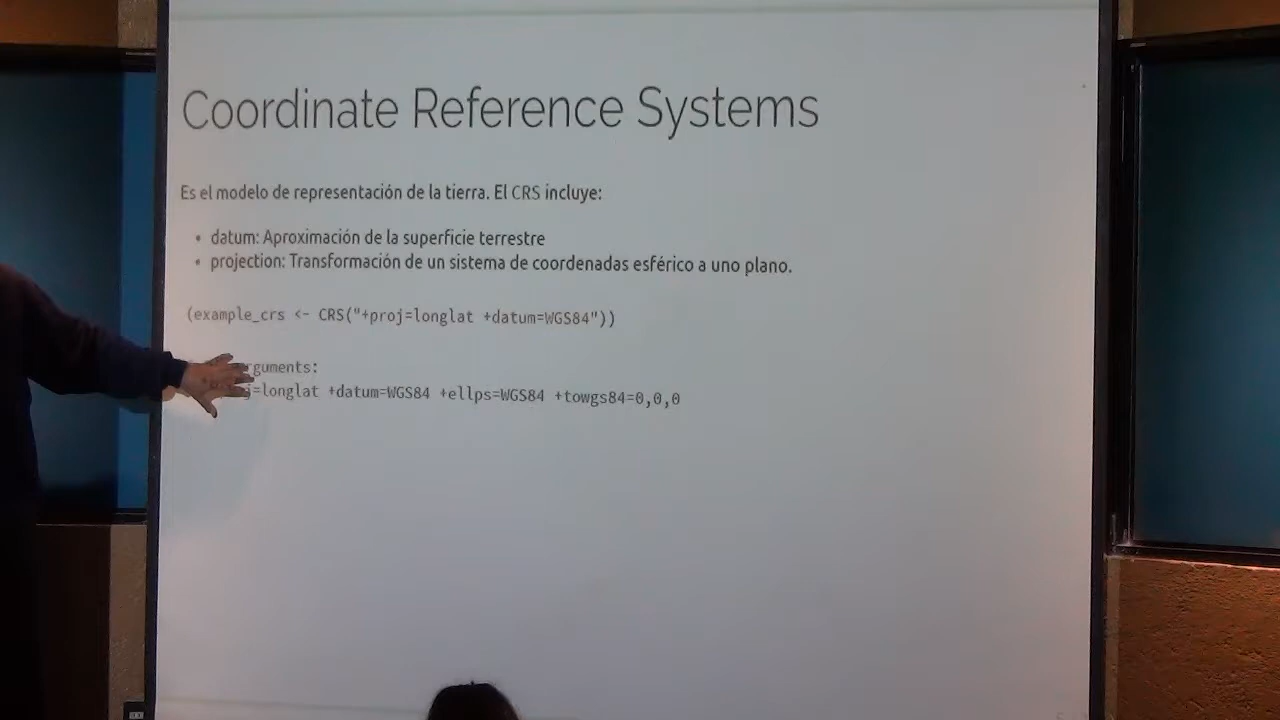 Coordinate Reference Systems
Es el modelo de representación de la tierra. El CRS incluye:
• datum: Aproximación de la superficie terrestre
• projection: Transformación de un sistema de coordenadas esférico a uno plano.
(example_crs <- CRS("+proj=longlat +datum=WGS84"))
guments:
=longlat +datum=WGS84 +ellps=WGS84 +towgs84=0,0,0